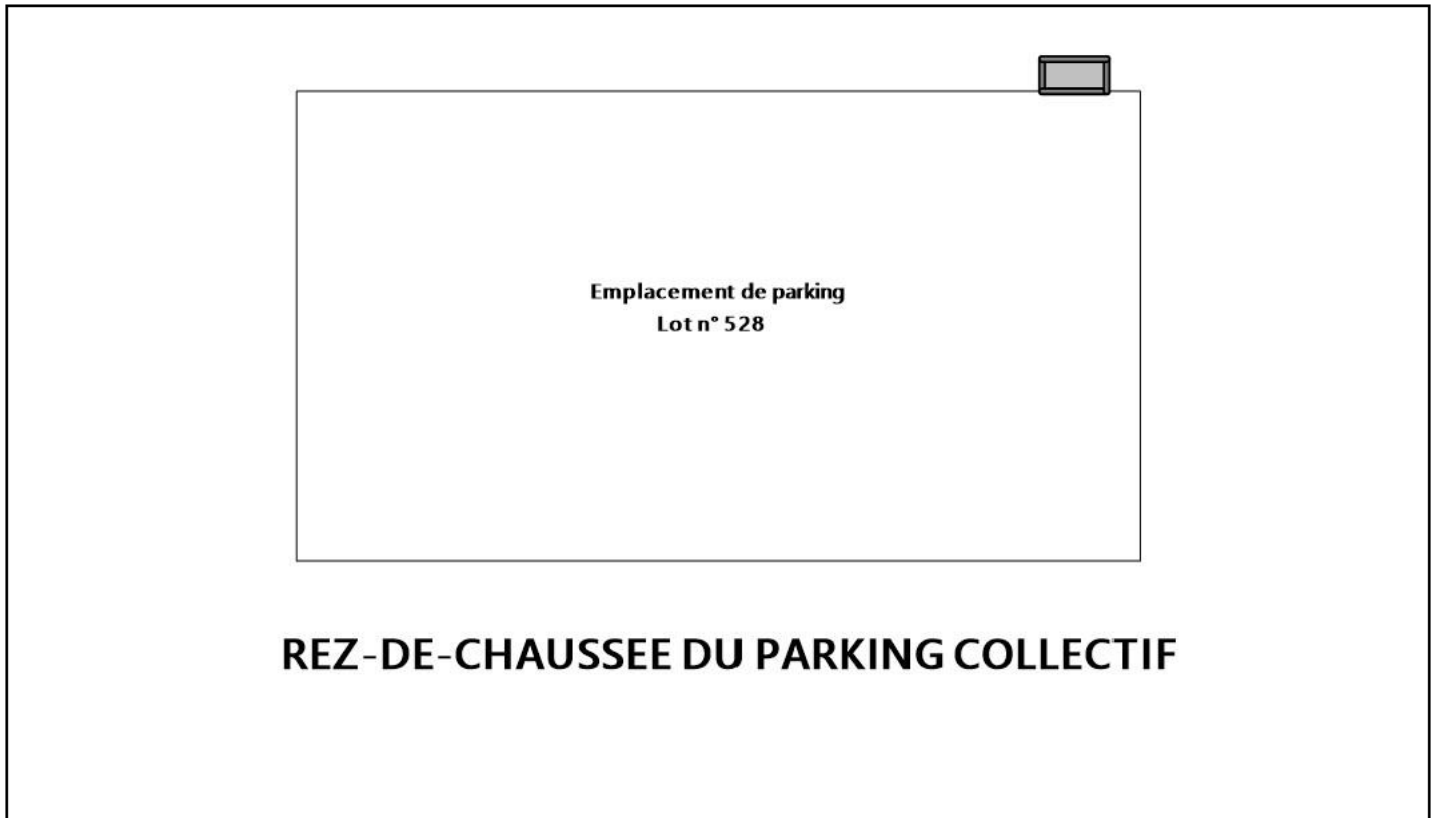 Emplacement de parking
Lot n° 528
REZ-DE-CHAUSSEE DU PARKING COLLECTIF